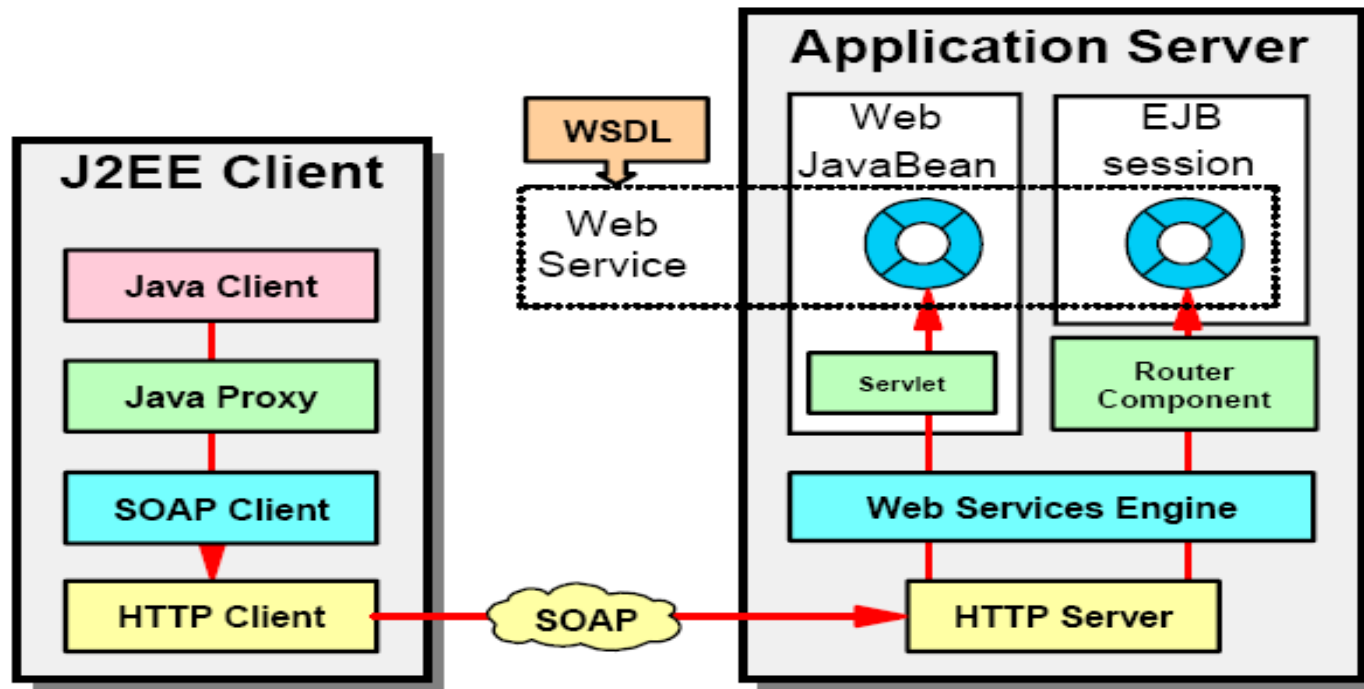 J2EE Client
Java Client
Java Proxy
SOAP Client
HTTP Client
SOAP
WSDL
Web
Service
Application Server
Web
JavaBean
EJB
session
Servlet
Router
Component
Web Services Engine
HTTP Server